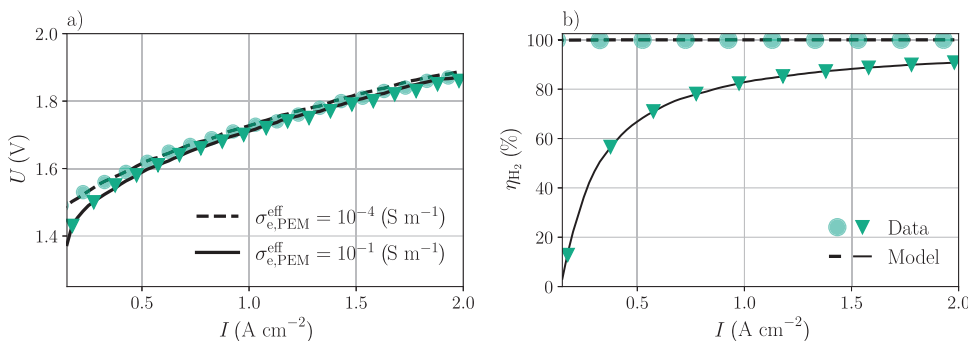 a)
2.0
1.8
1.6
1.4
U (V)
σ^eff_e,PEM = 10^−4 (S m^−1)
σ^eff_e,PEM = 10^−1 (S m^−1)
0.5 1.0 1.5 2.0
I (A cm^−2)
b)
100
80
60
40
20
0
η_H_2 (%)
Data
Model
0.5 1.0 1.5 2.0
I (A cm^−2)